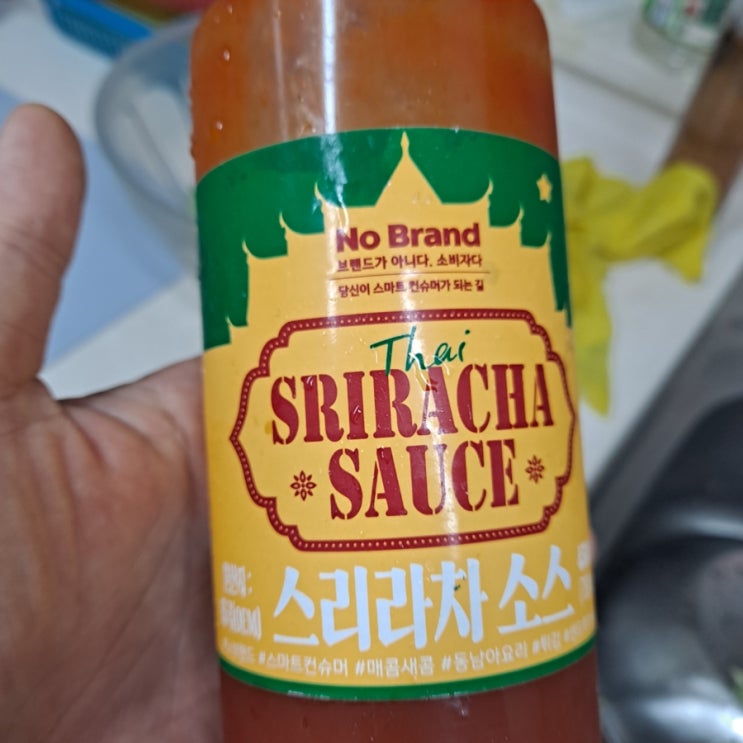 No Brand
브랜드가 아니다. 소비자다
당신이 스마트 컨슈머가 되는 길
Thai
SRIRACHA
SAUCE
스리라차 소스
#스마트컨슈머 #매콤새콤 #동남아요리 #튀김